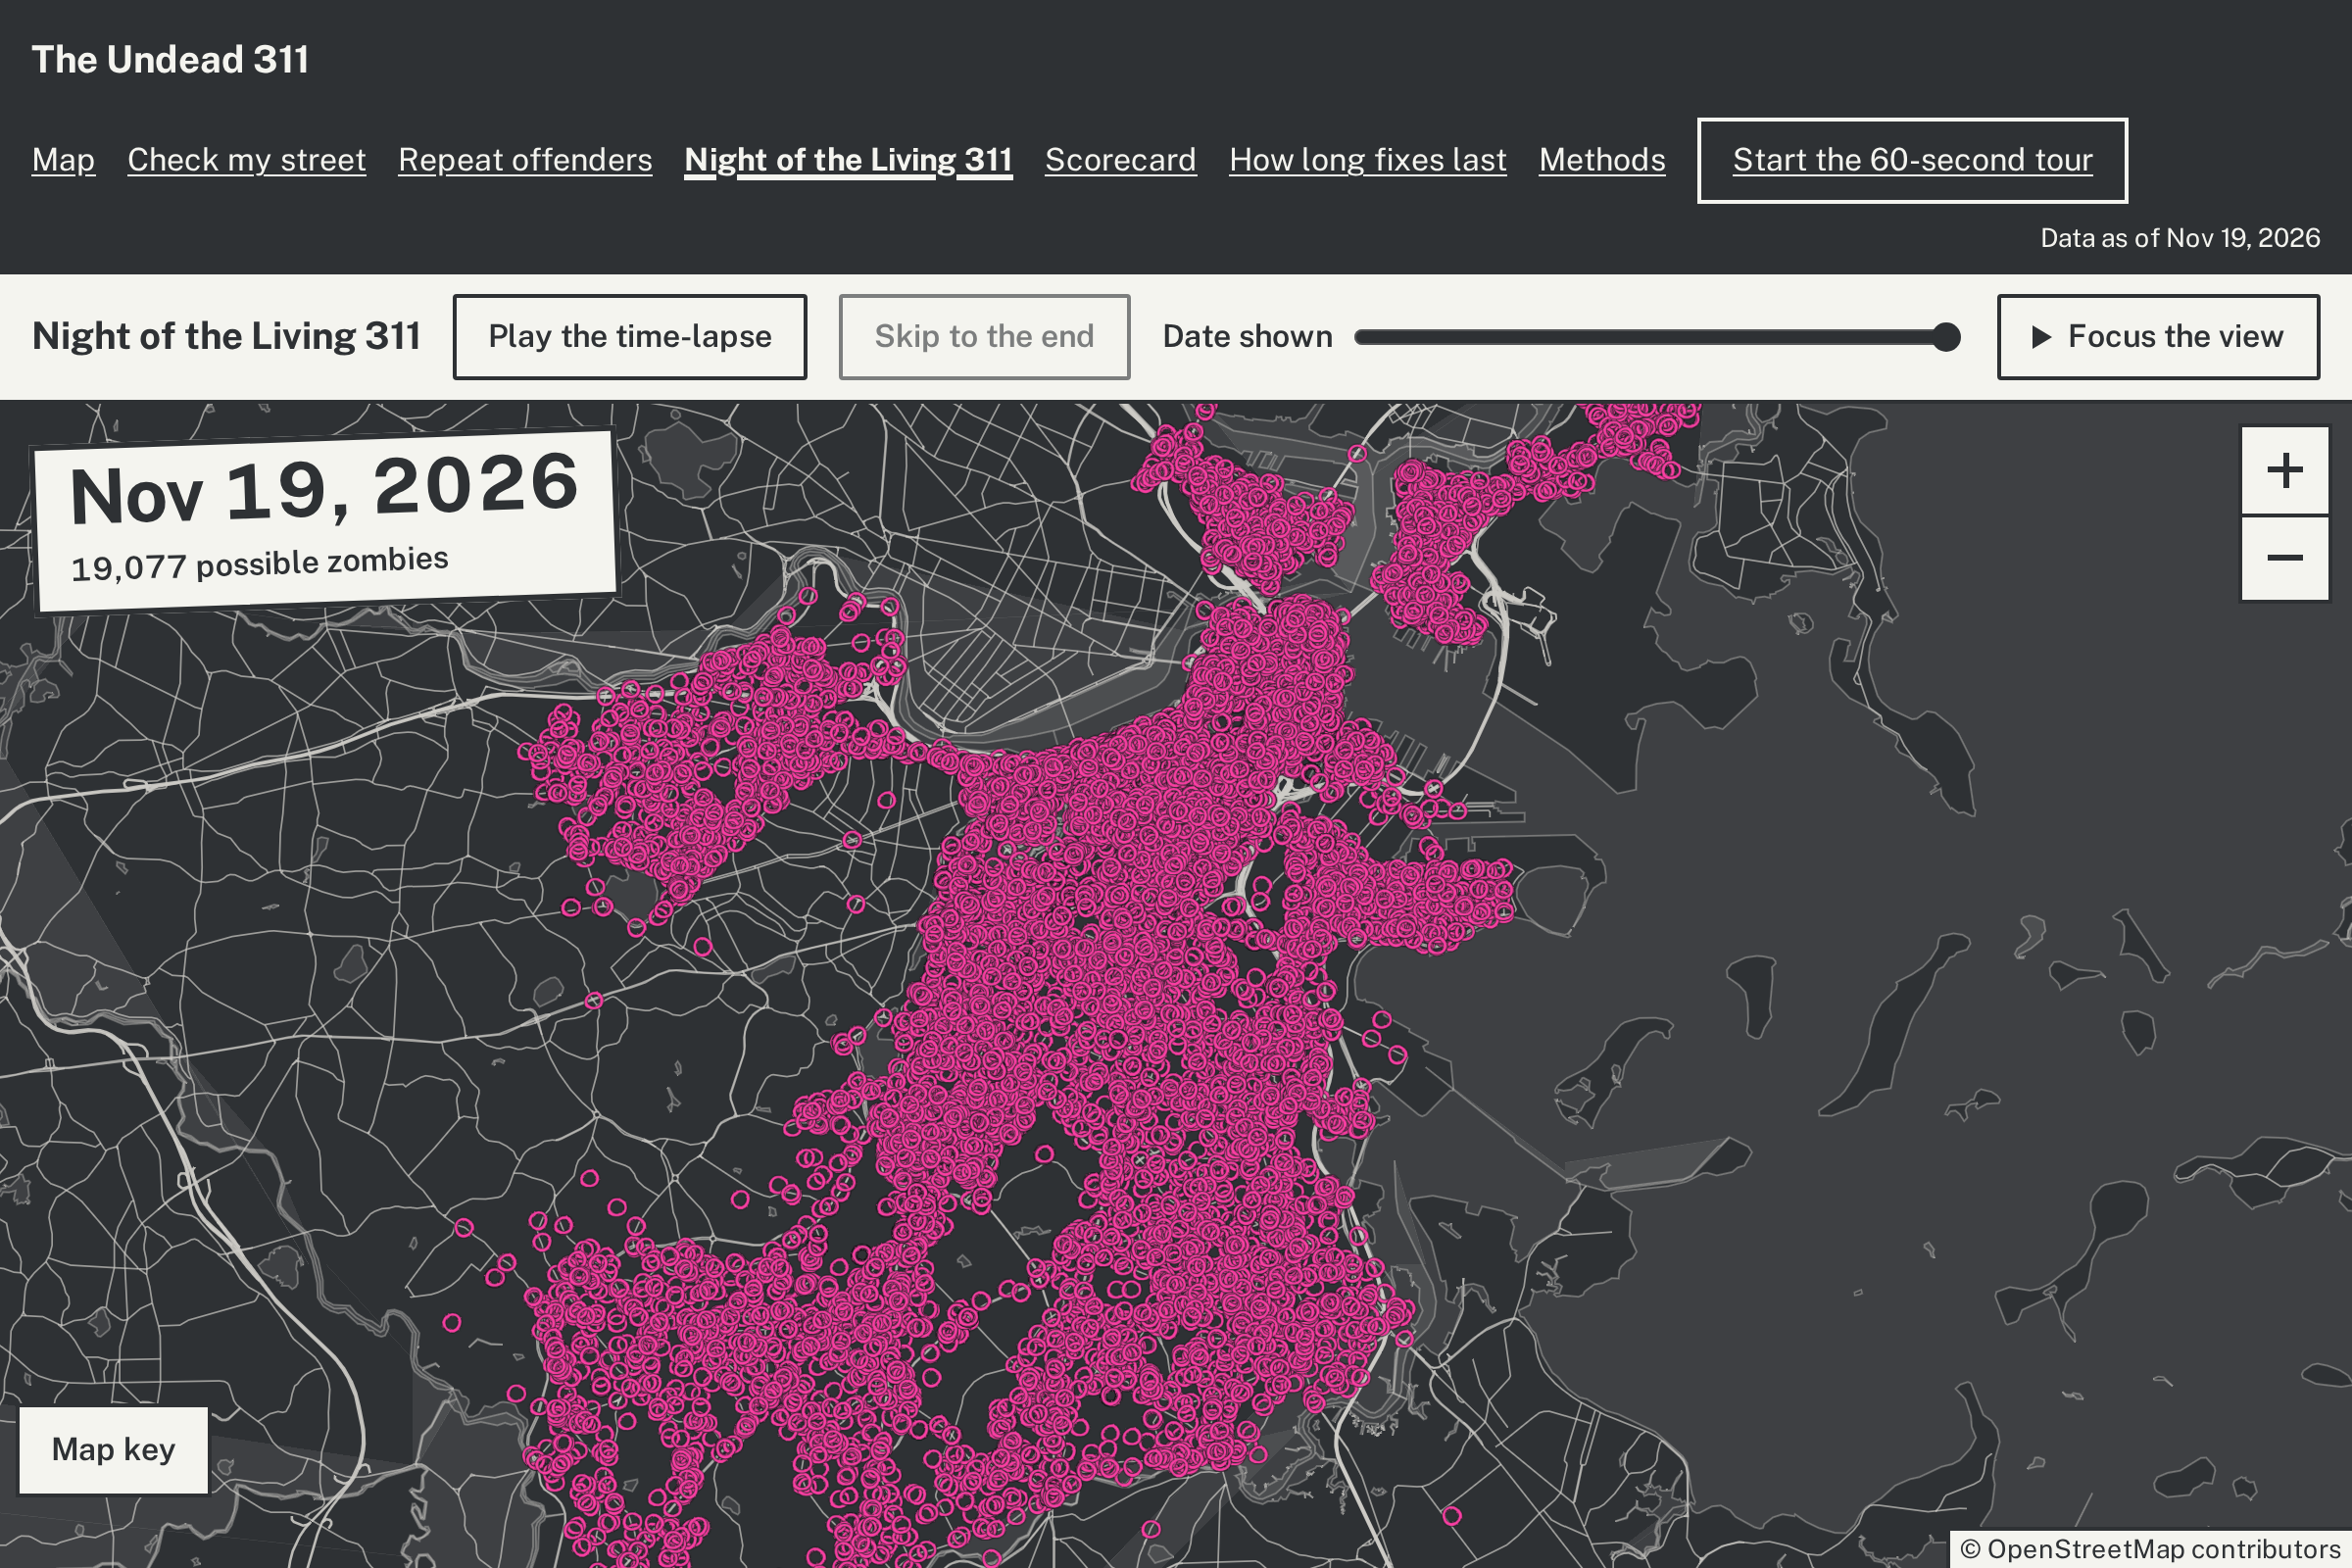 The Undead 311
Map Check my street Repeat offenders Night of the Living 311 Scorecard How long fixes last Methods Start the 60-second tour
Data as of Nov 19, 2026
Night of the Living 311 Play the time-lapse Skip to the end Date shown Focus the view
Nov 19, 2026
19,077 possible zombies
+
−
Map key
© OpenStreetMap contributors